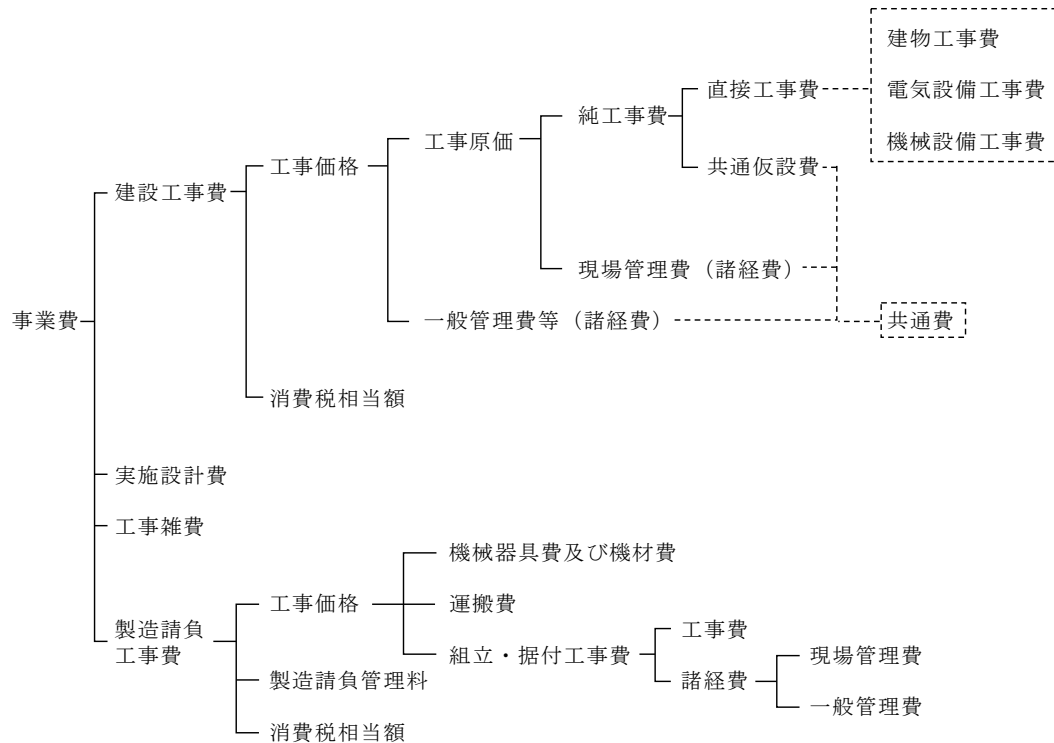 建物工事費
直接工事費
電気設備工事費
純工事費
工事原価
機械設備工事費
工事価格
共通仮設費
建設工事費
現場管理費（諸経費）
事業費
一般管理費等（諸経費）
共通費
消費税相当額
実施設計費
工事雑費
機械器具費及び機材費
工事価格
運搬費
製造請負
工事費
工事費
組立・据付工事費
現場管理費
製造請負管理料
諸経費
一般管理費
消費税相当額